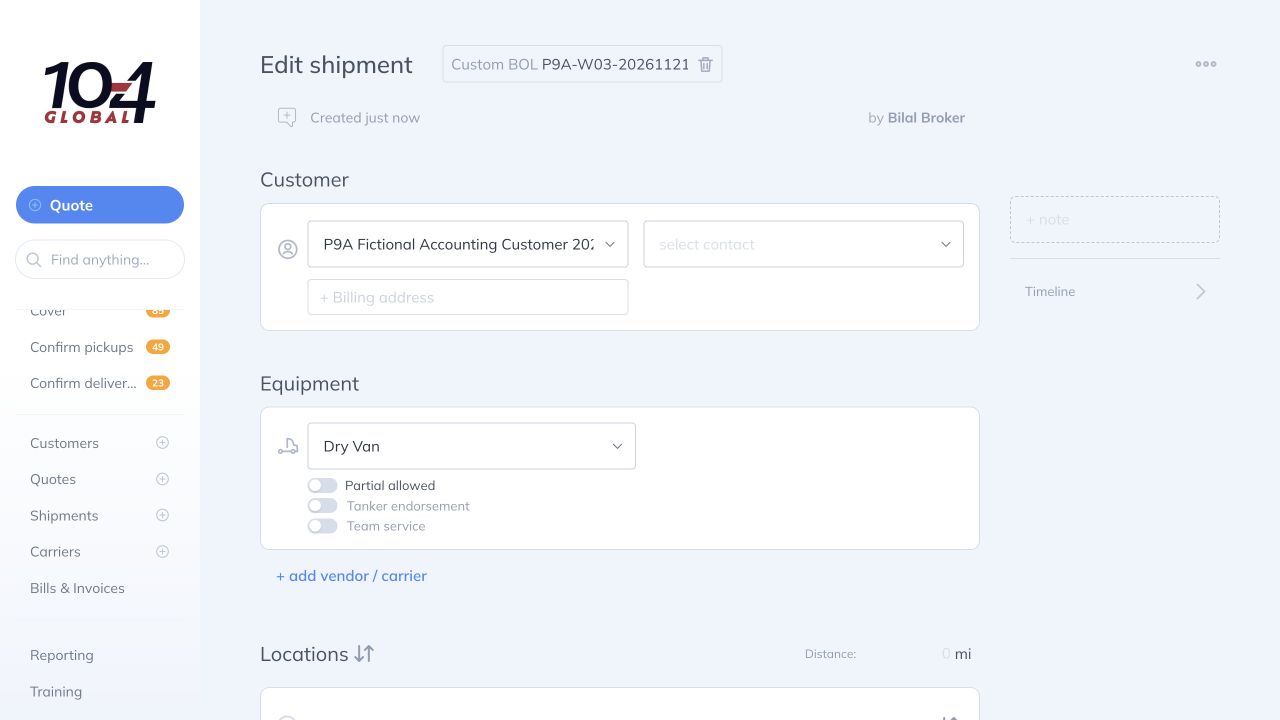 104
GLOBAL
Quote
Find anything...
Cover 89
Confirm pickups 49
Confirm deliver... 23
Customers
Quotes
Shipments
Carriers
Bills & Invoices
Reporting
Training
Edit shipment
Custom BOL P9A-W03-20261121
Created just now
by Bilal Broker
Customer
P9A Fictional Accounting Customer 202
select contact
+ Billing address
+ note
Timeline
Equipment
Dry Van
Partial allowed
Tanker endorsement
Team service
+ add vendor / carrier
Locations
Distance: 0 mi